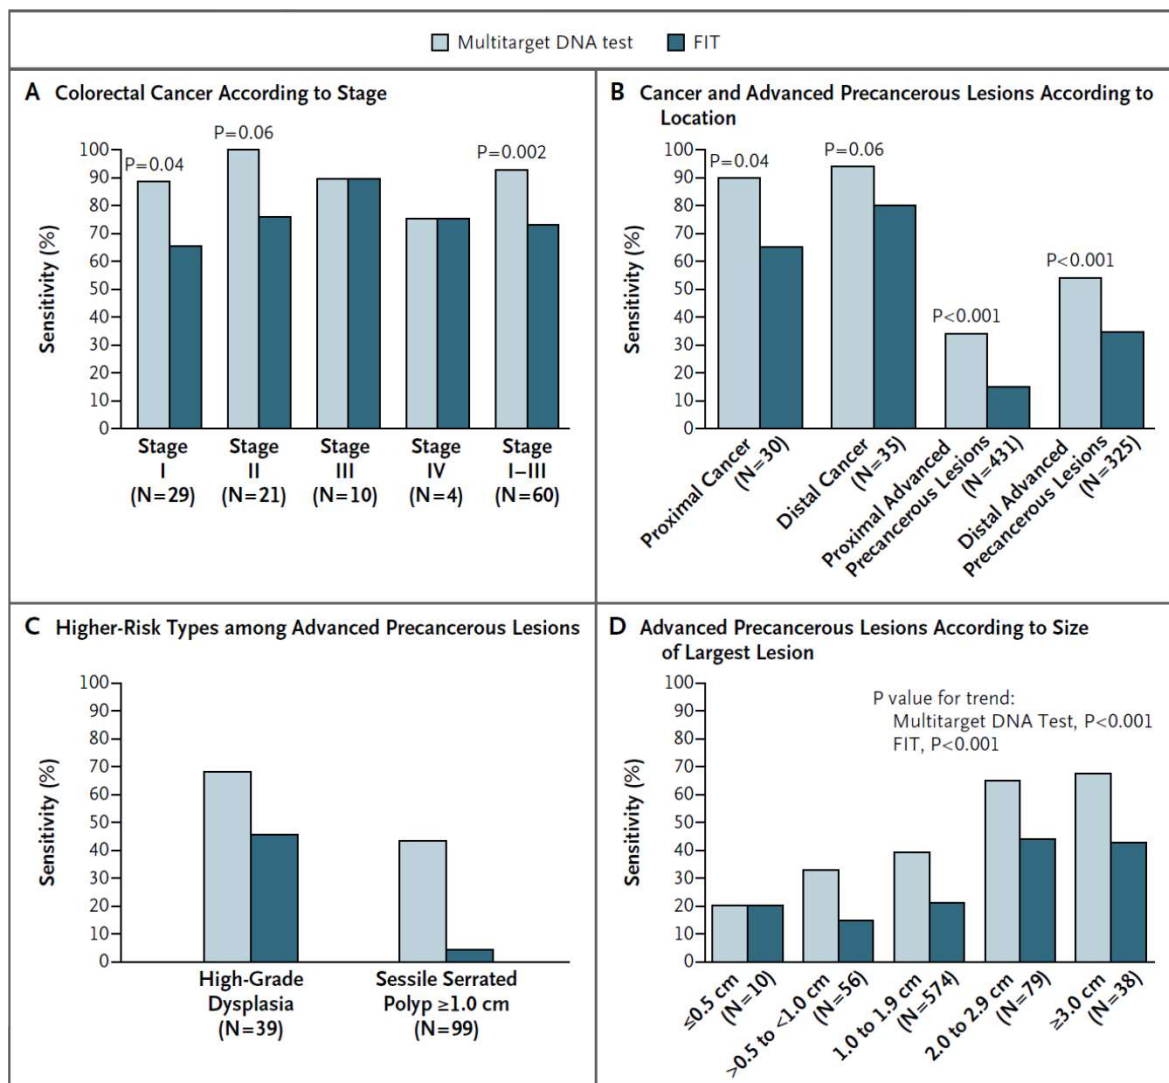 Multitarget DNA test FIT
A Colorectal Cancer According to Stage
Sensitivity (%)
100
90
80
70
60
50
40
30
20
10
0
P=0.04
P=0.06
P=0.002
Stage I (N=29)
Stage II (N=21)
Stage III (N=10)
Stage IV (N=4)
Stage I–III (N=60)
B Cancer and Advanced Precancerous Lesions According to
Location
Sensitivity (%)
100
90
80
70
60
50
40
30
20
10
0
P=0.04
P=0.06
P<0.001
P<0.001
Proximal Cancer
(N=30)
Distal Cancer
(N=35)
Proximal Advanced
Precancerous Lesions
(N=431)
Distal Advanced
Precancerous Lesions
(N=325)
C Higher-Risk Types among Advanced Precancerous Lesions
Sensitivity (%)
100
90
80
70
60
50
40
30
20
10
0
High-Grade
Dysplasia
(N=39)
Sessile Serrated
Polyp ≥1.0 cm
(N=99)
D Advanced Precancerous Lesions According to Size
of Largest Lesion
Sensitivity (%)
100
90
80
70
60
50
40
30
20
10
0
P value for trend:
Multitarget DNA Test, P<0.001
FIT, P<0.001
≤0.5 cm
(N=10)
>0.5 to <1.0 cm
(N=56)
1.0 to 1.9 cm
(N=574)
2.0 to 2.9 cm
(N=79)
≥3.0 cm
(N=38)